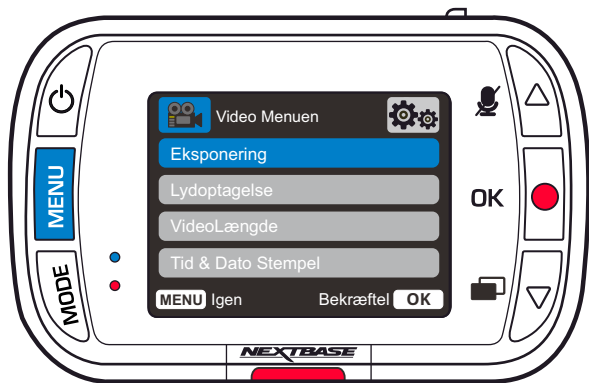 Video Menuen
Eksponering
MENU
Lydoptagelse
OK
VideoLængde
Tid & Dato Stempel
MODE
MENU Igen Bekræftel OK
NEXTBASE